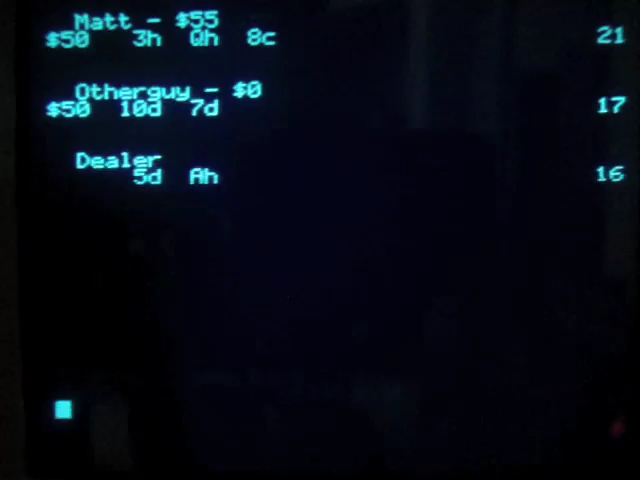 Matt - $55
$50 3h Qh 8c 21
Otherguy - $0
$50 10d 7d 17
Dealer
5d Ah 16